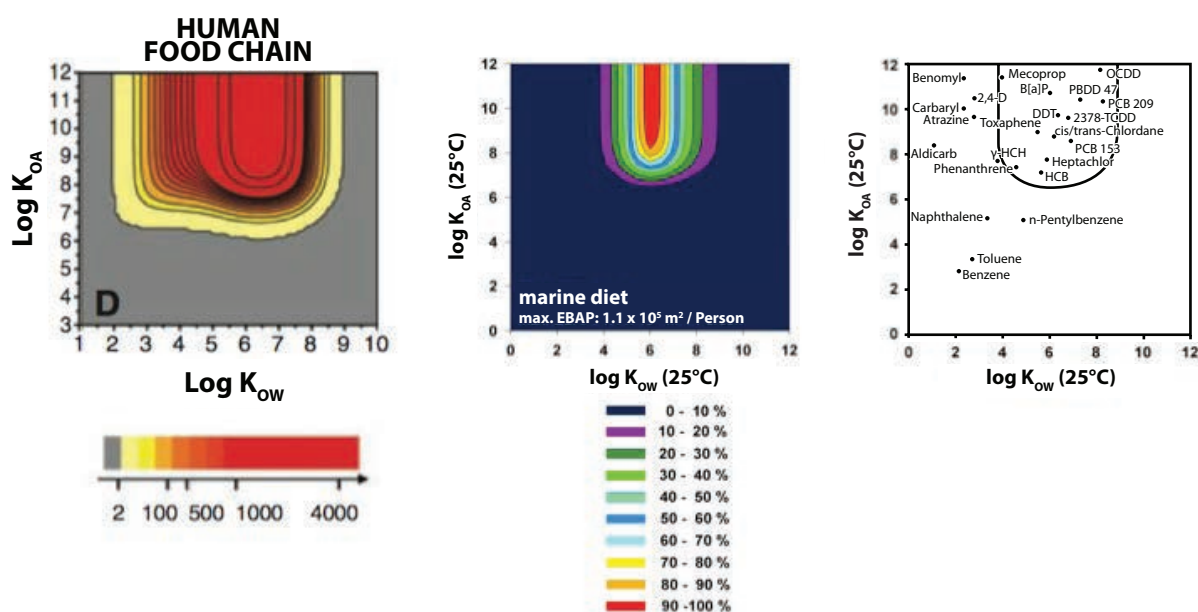 HUMAN
FOOD CHAIN
Log K_OA
12
11
10
9
8
7
6
5
4
3
D
1 2 3 4 5 6 7 8 9 10
Log K_OW
2 100 500 1000 4000
log K_OA (25°C)
12
10
8
6
4
2
0
marine diet
max. EBAP: 1.1 x 10⁵ m² / Person
0 2 4 6 8 10 12
log K_OW (25°C)
0 - 10 %
10 - 20 %
20 - 30 %
30 - 40 %
40 - 50 %
50 - 60 %
60 - 70 %
70 - 80 %
80 - 90 %
90 -100 %
log K_OA (25°C)
12
10
8
6
4
2
0
Benomyl
Mecoprop
OCDD
B[a]P
PBDD 47
2,4-D
PCB 209
Carbaryl
DDT
2378-TCDD
Atrazine
Toxaphene
cis/trans-Chlordane
PCB 153
Aldicarb
γ-HCH
Heptachlor
Phenanthrene
HCB
Naphthalene
n-Pentylbenzene
Toluene
Benzene
0 2 4 6 8 10 12
log K_OW (25°C)